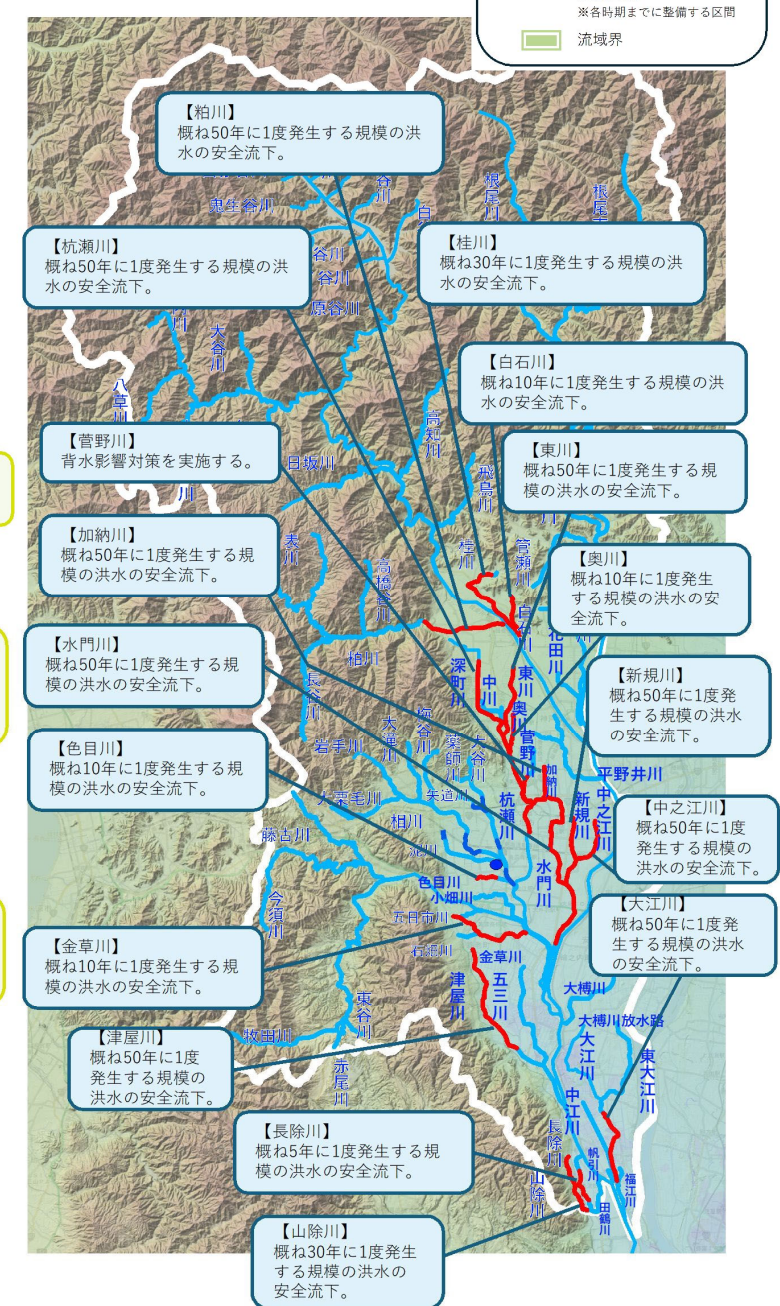 ※各時期までに整備する区間
流域界
【粕川】
概ね50年に1度発生する規模の洪
水の安全流下。
谷川
根尾川
白
鬼生谷川
【杭瀬川】
概ね50年に1度発生する規模の洪
水の安全流下。
【桂川】
概ね30年に1度発生する規模の洪
水の安全流下。
谷川
谷川
原谷川
大谷川
八草川
【白石川】
概ね10年に1度発生する規模の洪
水の安全流下。
【菅野川】
背水影響対策を実施する。
川
日坂川
高知川
飛鳥川
【東川】
概ね50年に1度発生する規模の洪
水の安全流下。
川
【加納川】
概ね50年に1度発生する規
模の洪水の安全流下。
表川
高橋谷川
桂川
管瀬川
【奥川】
概ね10年に1度発生
する規模の洪水の安
全流下。
花田川
【水門川】
概ね50年に1度発生する規
模の洪水の安全流下。
粕川
長谷川
深町川
中川
東川
奥川
菅野川
【新規川】
概ね50年に1度発
生する規模の洪水
の安全流下。
【色目川】
概ね10年に1度発生する規
模の洪水の安全流下。
岩手川
薬師川
大谷川
加納川
平野井川
大栗毛川
矢道川
杭瀬川
新規川
中之江川
藤古川
相川
【中之江川】
概ね50年に1度
発生する規模の
洪水の安全流下。
今須川
色目川
小畑川
水門川
五日市川
【大江川】
概ね50年に1度発
生する規模の洪水
の安全流下。
【金草川】
概ね10年に1度発生する規
模の洪水の安全流下。
金草川
津屋川
五三川
大榑川
大榑川放水路
牧田川
東谷川
赤尾川
大江川
東大江川
【津屋川】
概ね50年に1度
発生する規模の
洪水の安全流下。
中江川
長除川
【長除川】
概ね5年に1度発生する規
模の洪水の安全流下。
山除川
帆引川
福江川
田鶴川
【山除川】
概ね30年に1度発生
する規模の洪水の
安全流下。